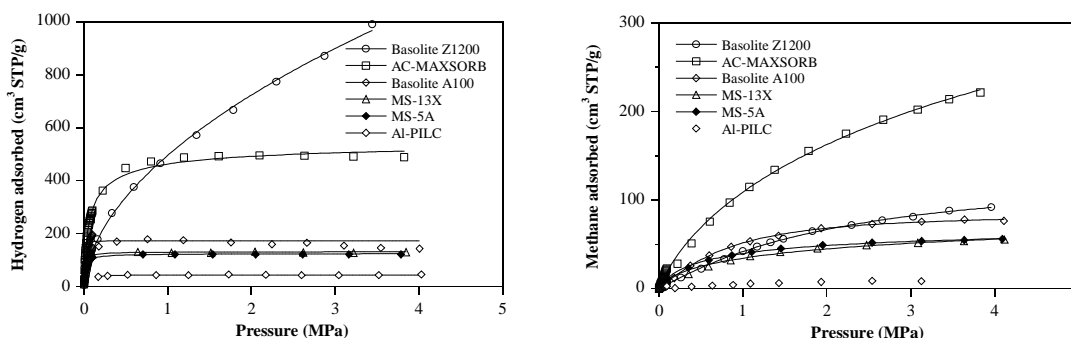 Hydrogen adsorbed (cm³ STP/g)
1000
800
600
400
200
0
0
1
2
3
4
5
Pressure (MPa)
Basolite Z1200
AC-MAXSORB
Basolite A100
MS-13X
MS-5A
Al-PILC
Methane adsorbed (cm³ STP/g)
300
200
100
0
0
1
2
3
4
Pressure (MPa)
Basolite Z1200
AC-MAXSORB
Basolite A100
MS-13X
MS-5A
Al-PILC